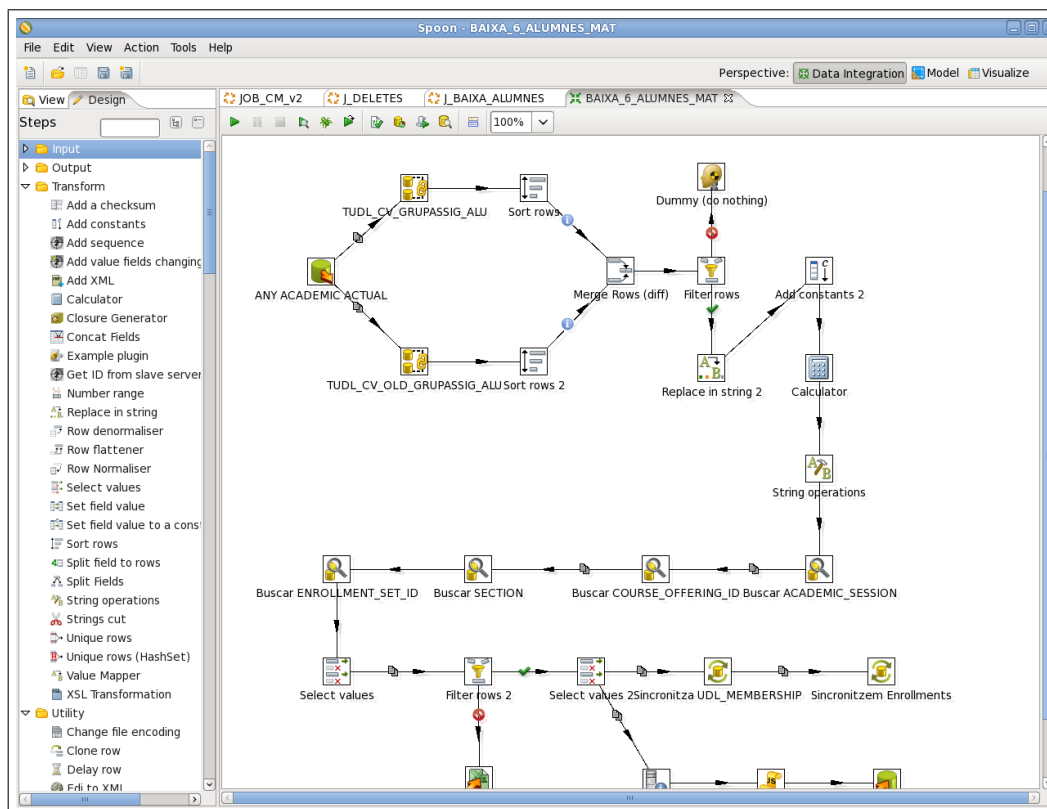 Spoon - BAIXA_6_ALUMNES_MAT
File Edit View Action Tools Help
Perspective: Data Integration Model Visualize
View Design
JOB_CM_v2 J_DELETES J_BAIXA_ALUMNES BAIXA_6_ALUMNES_MAT
Steps
100%
Input
Output
Transform
Add a checksum
Add constants
Add sequence
Add value fields changing
Add XML
Calculator
Closure Generator
Concat Fields
Example plugin
Get ID from slave server
Number range
Replace in string
Row denormaliser
Row flattener
Row Normaliser
Select values
Set field value
Set field value to a cons
Sort rows
Split field to rows
Split Fields
String operations
Strings cut
Unique rows
Unique rows (HashSet)
Value Mapper
XSL Transformation
Utility
Change file encoding
Clone row
Delay row
Edi to XML
Dummy (do nothing)
TUDL_CV_GRUPASSIG_ALU Sort rows
ANY ACADEMIC ACTUAL Merge Rows (diff) Filter rows Add constants 2
TUDL_CV_OLD_GRUPASSIG_ALU Sort rows 2 Replace in string 2 Calculator
String operations
Buscar ENROLLMENT_SET_ID Buscar SECTION Buscar COURSE_OFFERING_ID Buscar ACADEMIC_SESSION
Select values Filter rows 2 Select values 2 Sincronitza UDL_MEMBERSHIP Sincronitzem Enrollments